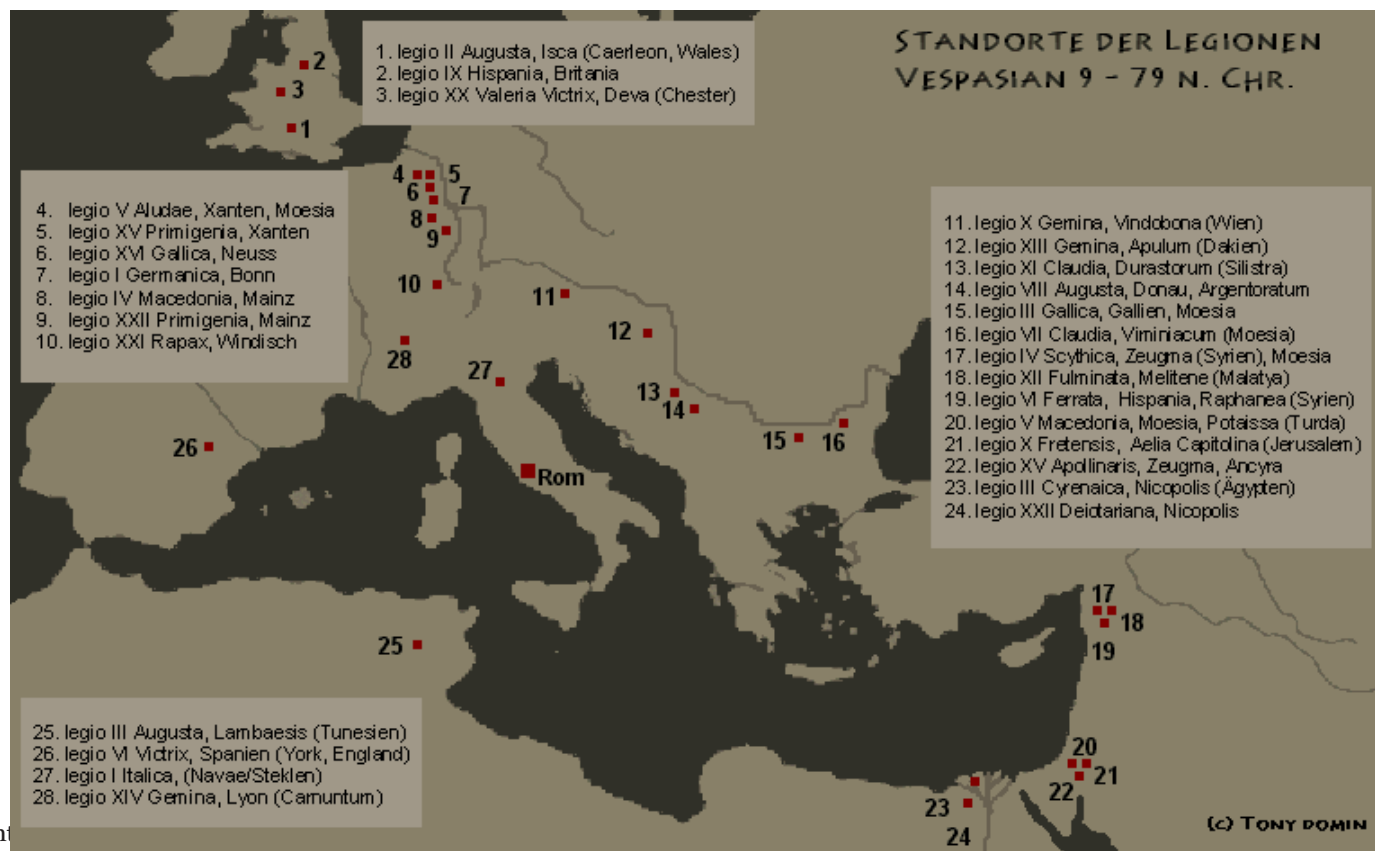 STANDORTE DER LEGIONEN
VESPASIAN 9 - 79 N. CHR.
1. legio II Augusta, Isca (Caerleon, Wales)
2. legio IX Hispania, Britania
3. legio XX Valeria Victrix, Deva (Chester)
2
3
1
4. legio V Aludae, Xanten, Moesia
5. legio XV Primigenia, Xanten
6. legio XVI Gallica, Neuss
7. legio I Germanica, Bonn
8. legio IV Macedonia, Mainz
9. legio XXII Primigenia, Mainz
10. legio XXI Rapax, Windisch
4
5
6
7
8
9
10
11
12
28
27
13
14
15
16
26
Rom
11. legio X Gemina, Vindobona (Wien)
12. legio XIII Gemina, Apulum (Dakien)
13. legio XI Claudia, Durastorum (Silistra)
14. legio VIII Augusta, Donau, Argentoratum
15. legio III Gallica, Gallien, Moesia
16. legio VII Claudia, Viminiacum (Moesia)
17. legio IV Scythica, Zeugma (Syrien), Moesia
18. legio XII Fulminata, Melitene (Malatya)
19. legio VI Ferrata, Hispania, Raphanea (Syrien)
20. legio V Macedonia, Moesia, Potaissa (Turda)
21. legio X Fretensis, Aelia Capitolina (Jerusalem)
22. legio XV Apollinaris, Zeugma, Ancyra
23. legio III Cyrenaica, Nicopolis (Ägypten)
24. legio XXII Deiotariana, Nicopolis
17
18
19
25
20
21
22
23
24
25. legio III Augusta, Lambaesis (Tunesien)
26. legio VI Victrix, Spanien (York, England)
27. legio I Italica, (Navae/Steklen)
28. legio XIV Gemina, Lyon (Carnuntum)
(c) TONY DOMIN